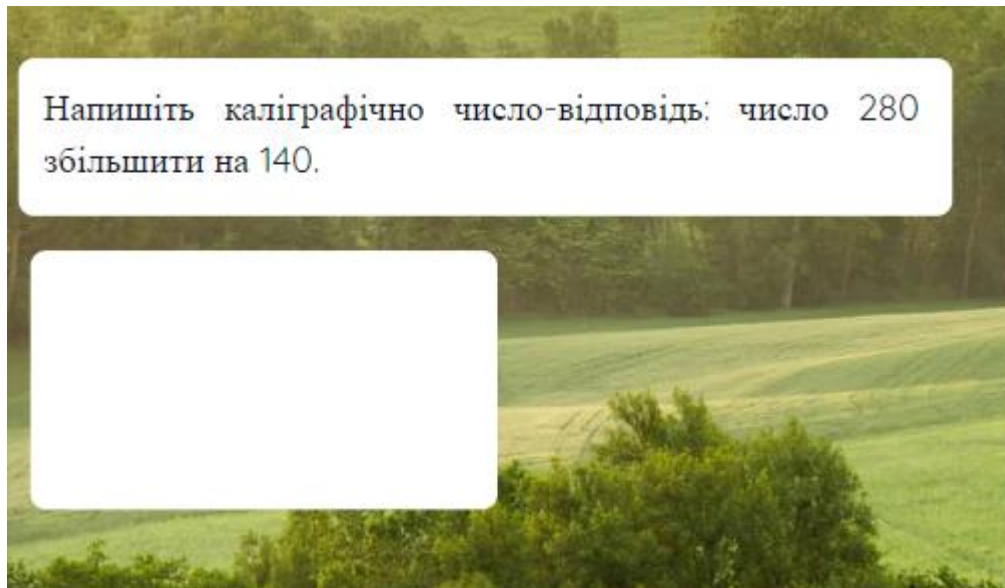 Напишіть каліграфічно число-відповідь: число 280
збільшити на 140.